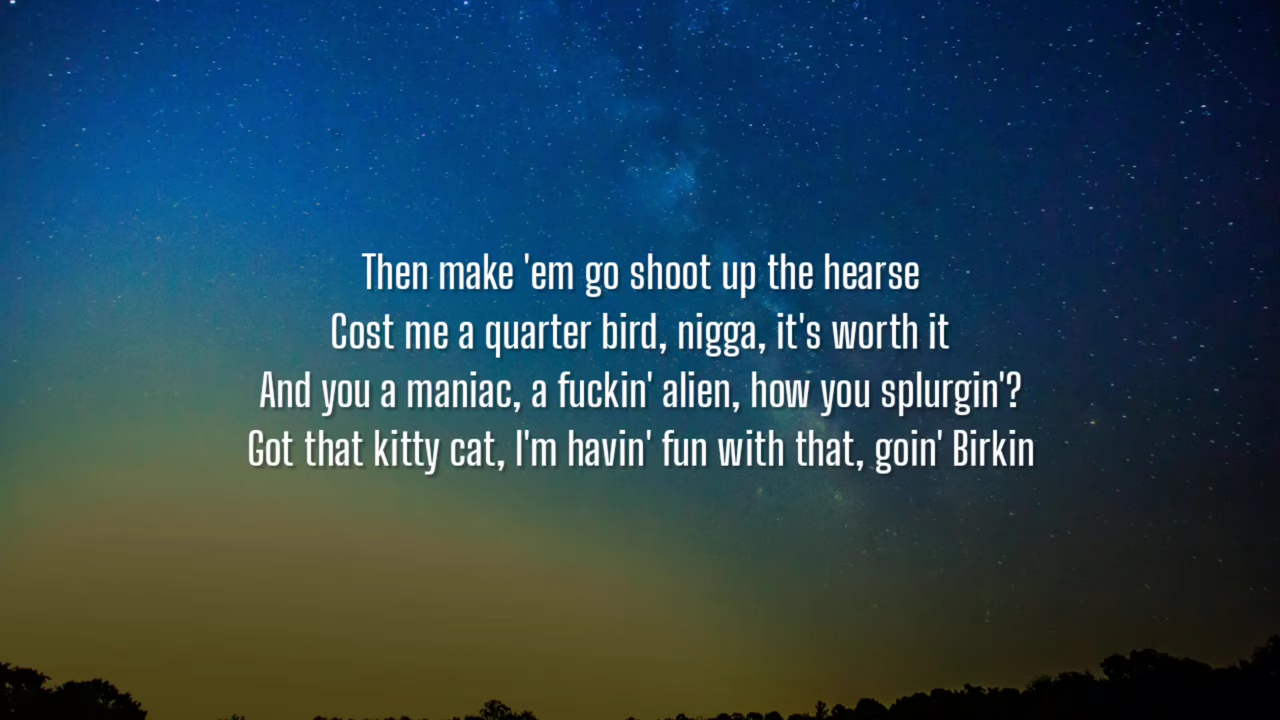 Then make 'em go shoot up the hearse
Cost me a quarter bird, nigga, it's worth it
And you a maniac, a fuckin' alien, how you splurgin'?
Got that kitty cat, I'm havin' fun with that, goin' Birkin